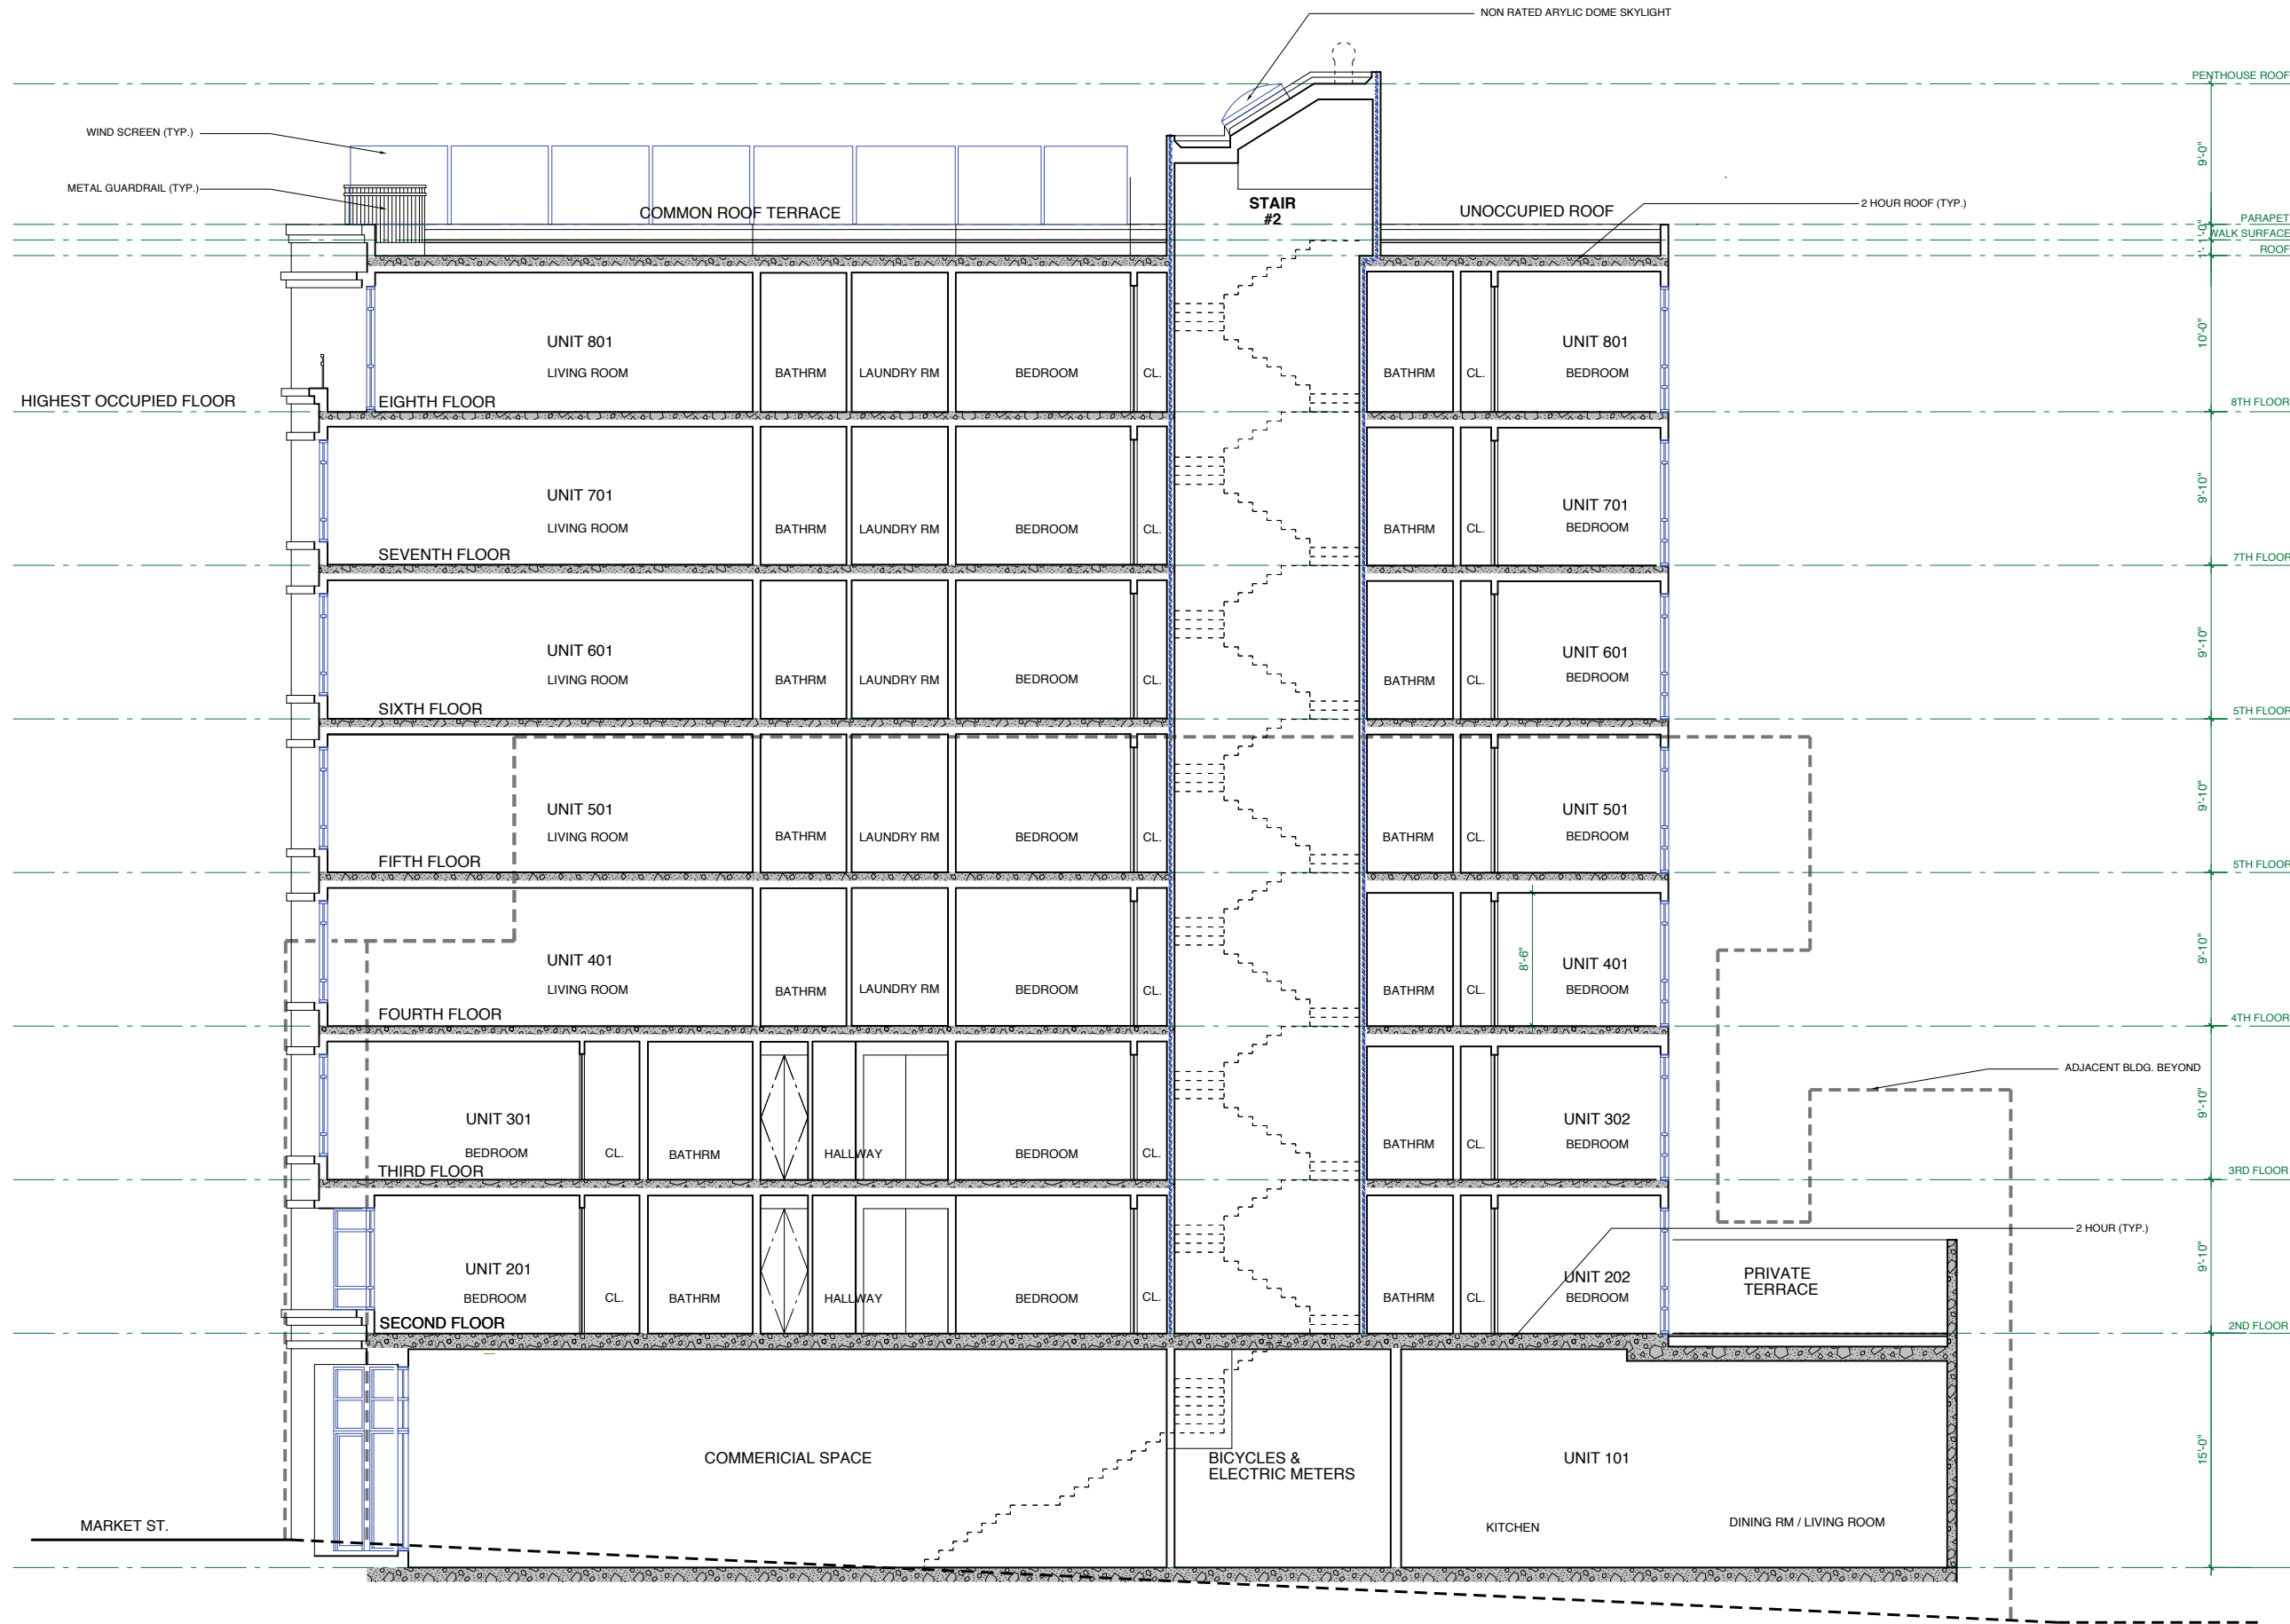 NON RATED ARYLIC DOME SKYLIGHT
PENTHOUSE ROOF
WIND SCREEN (TYP.)
9'-0"
METAL GUARDRAIL (TYP.)
COMMON ROOF TERRACE
STAIR
#2
UNOCCUPIED ROOF
2 HOUR ROOF (TYP.)
PARAPET
WALK SURFACE
ROOF
UNIT 801
LIVING ROOM
BATHRM
LAUNDRY RM
BEDROOM
CL.
BATHRM
CL.
UNIT 801
BEDROOM
10'-0"
HIGHEST OCCUPIED FLOOR
EIGHTH FLOOR
8TH FLOOR
UNIT 701
LIVING ROOM
BATHRM
LAUNDRY RM
BEDROOM
CL.
BATHRM
CL.
UNIT 701
BEDROOM
9'-10"
SEVENTH FLOOR
7TH FLOOR
UNIT 601
LIVING ROOM
BATHRM
LAUNDRY RM
BEDROOM
CL.
BATHRM
CL.
UNIT 601
BEDROOM
9'-10"
SIXTH FLOOR
5TH FLOOR
UNIT 501
LIVING ROOM
BATHRM
LAUNDRY RM
BEDROOM
CL.
BATHRM
CL.
UNIT 501
BEDROOM
9'-10"
FIFTH FLOOR
5TH FLOOR
UNIT 401
LIVING ROOM
BATHRM
LAUNDRY RM
BEDROOM
CL.
BATHRM
CL.
8'-6"
UNIT 401
BEDROOM
9'-10"
FOURTH FLOOR
4TH FLOOR
ADJACENT BLDG. BEYOND
UNIT 301
BEDROOM
CL.
BATHRM
HALLWAY
BEDROOM
CL.
BATHRM
CL.
UNIT 302
BEDROOM
9'-10"
THIRD FLOOR
3RD FLOOR
2 HOUR (TYP.)
UNIT 201
BEDROOM
CL.
BATHRM
HALLWAY
BEDROOM
CL.
BATHRM
CL.
UNIT 202
BEDROOM
PRIVATE
TERRACE
9'-10"
SECOND FLOOR
2ND FLOOR
COMMERICIAL SPACE
BICYCLES &
ELECTRIC METERS
UNIT 101
15'-0"
MARKET ST.
KITCHEN
DINING RM / LIVING ROOM